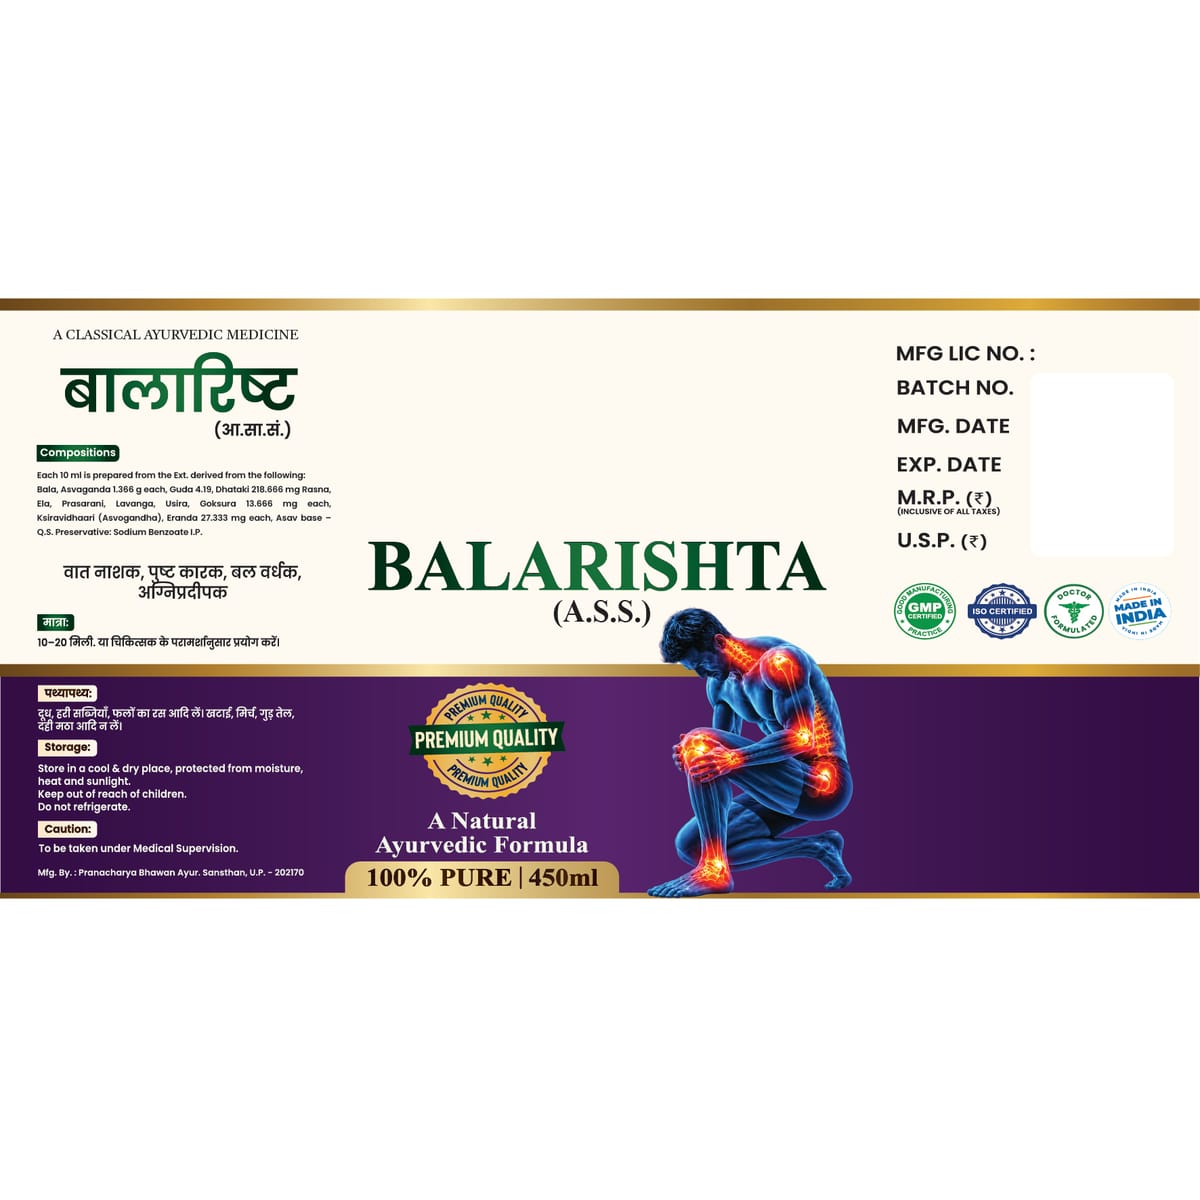 A CLASSICAL AYURVEDIC MEDICINE
बालारिष्ट
(आ.सा.सं.)
Compositions
Each 10 ml is prepared from the Ext. derived from the following:
Bala, Asvaganda 1.366 g each, Guda 4.19, Dhataki 218.666 mg Rasna,
Ela, Prasarani, Lavanga, Usira, Goksura 13.666 mg each,
Ksiravidhaari (Asvogandha), Eranda 27.333 mg each, Asav base –
Q.S. Preservative: Sodium Benzoate I.P.
वात नाशक, पुष्ट कारक, बल वर्धक,
अग्निप्रदीपक
मात्रा:
10–20 मिली. या चिकित्सक के परामर्शानुसार प्रयोग करें।
पथ्यापथ्य:
दूध, हरी सब्जियाँ, फलों का रस आदि लें। खटाई, मिर्च, गुड़ तेल,
दही मठा आदि न लें।
Storage:
Store in a cool & dry place, protected from moisture,
heat and sunlight.
Keep out of reach of children.
Do not refrigerate.
Caution:
To be taken under Medical Supervision.
Mfg. By. : Pranacharya Bhawan Ayur. Sansthan, U.P. - 202170
BALARISHTA
(A.S.S.)
PREMIUM QUALITY
PREMIUM QUALITY
PREMIUM QUALITY
A Natural
Ayurvedic Formula
100% PURE | 450ml
MFG LIC NO. :
BATCH NO.
MFG. DATE
EXP. DATE
M.R.P. (₹)
(INCLUSIVE OF ALL TAXES)
U.S.P. (₹)
GOOD MANUFACTURING
GMP
CERTIFIED
PRACTICE
ISO CERTIFIED
DOCTOR
FORMULATED
MADE IN INDIA
MADE IN
INDIA
MADE IN INDIA